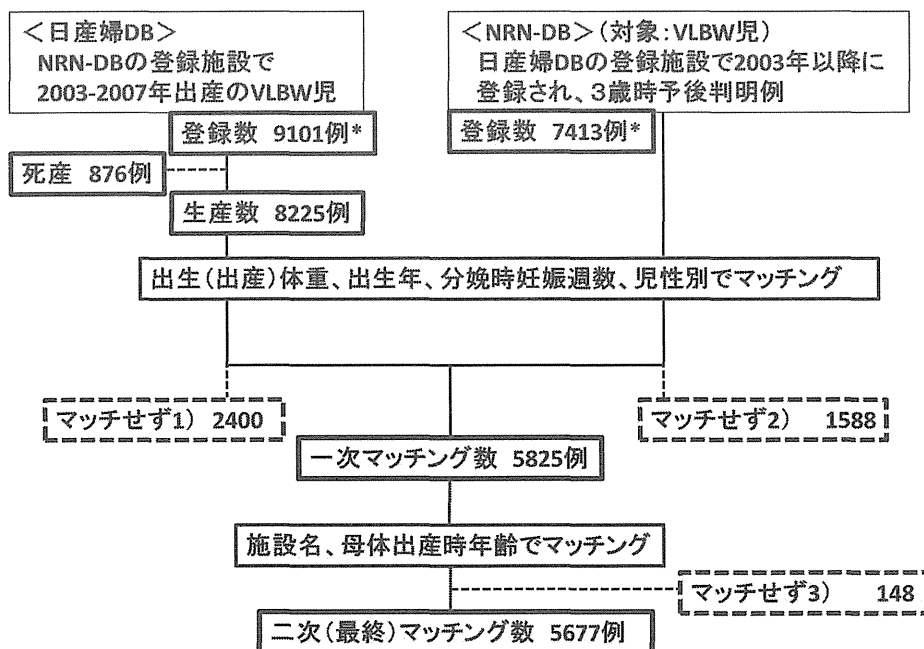 ＜日産婦DB＞
NRN-DBの登録施設で
2003-2007年出産のVLBW児
＜NRN-DB＞（対象：VLBW児）
日産婦DBの登録施設で2003年以降に
登録され、３歳時予後判明例
登録数 9101例*
登録数 7413例*
死産 876例
生産数 8225例
出生（出産）体重、出生年、分娩時妊娠週数、児性別でマッチング
マッチせず1） 2400
マッチせず2） 1588
一次マッチング数 5825例
施設名、母体出産時年齢でマッチング
マッチせず3） 148
二次（最終）マッチング数 5677例